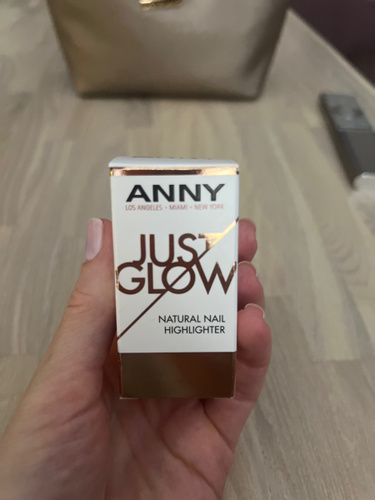 ANNY
LOS ANGELES • MIAMI • NEW YORK
JUST
GLOW
NATURAL NAIL
HIGHLIGHTER